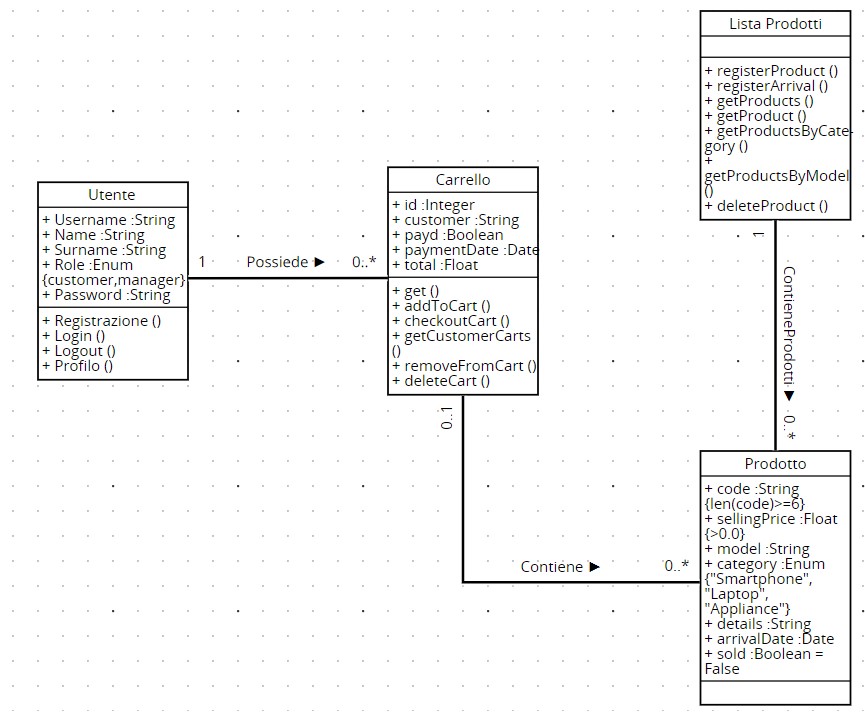 Lista Prodotti
+ registerProduct ()
+ registerArrival ()
+ getProducts ()
+ getProduct ()
+ getProductsByCate-
gory ()
+
getProductsByModel
()
+ deleteProduct ()
Utente
+ Username :String
+ Name :String
+ Surname :String
+ Role :Enum
{customer,manager}
+ Password :String
+ Registrazione ()
+ Login ()
+ Logout ()
+ Profilo ()
1 Possiede ► 0..*
Carrello
+ id :Integer
+ customer :String
+ payd :Boolean
+ paymentDate :Date
+ total :Float
+ get ()
+ addToCart ()
+ checkoutCart ()
+ getCustomerCarts
()
+ removeFromCart ()
+ deleteCart ()
1
ContieneProdotti ►
0..*
0..1
Contiene ► 0..*
Prodotto
+ code :String
{len(code)>=6}
+ sellingPrice :Float
{>0.0}
+ model :String
+ category :Enum
{"Smartphone",
"Laptop",
"Appliance"}
+ details :String
+ arrivalDate :Date
+ sold :Boolean =
False